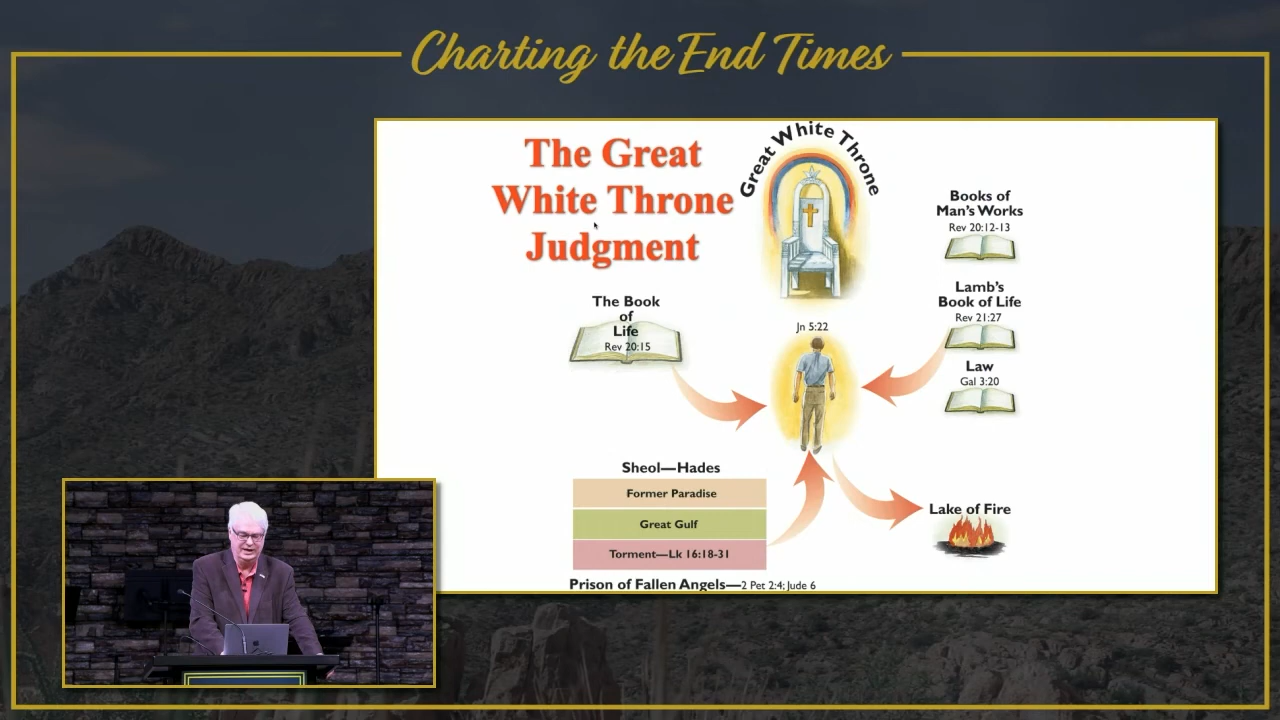 Charting the End Times
The Great
White Throne
Judgment
Great White Throne
Books of
Man's Works
Rev 20:12-13
The Book
of
Life
Rev 20:15
Lamb's
Book of Life
Rev 21:27
Jn 5:22
Law
Gal 3:20
Sheol—Hades
Former Paradise
Great Gulf
Torment—Lk 16:18-31
Prison of Fallen Angels—2 Pet 2:4; Jude 6
Lake of Fire